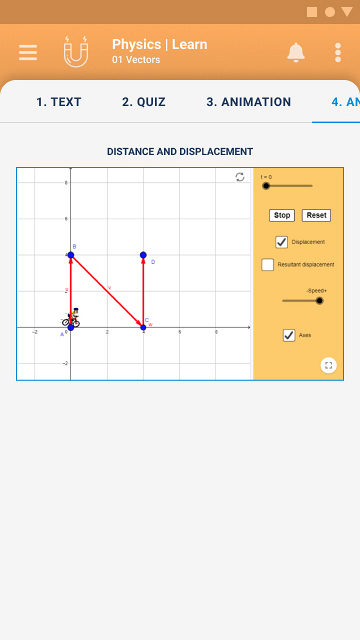 Physics | Learn
01 Vectors
1. TEXT 2. QUIZ 3. ANIMATION 4. AN
DISTANCE AND DISPLACEMENT
t = 0
Stop Reset
Displacement
Resultant displacement
-Speed+
Axes
8
6
4
2
0
−2
−2 2 4 6 8
A
B
C
D
v